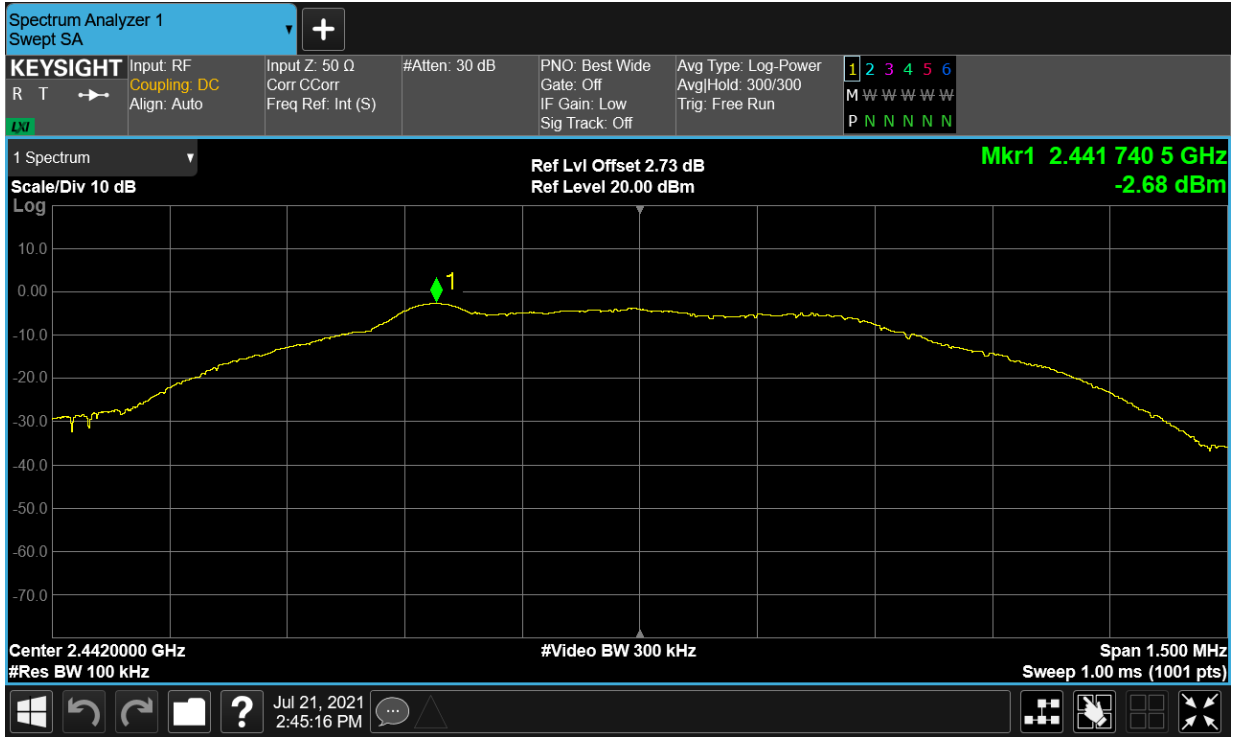 Spectrum Analyzer 1
Swept SA
KEYSIGHT
R T
LXI
Input: RF
Coupling: DC
Align: Auto
Input Z: 50 Ω
Corr CCorr
Freq Ref: Int (S)
#Atten: 30 dB
PNO: Best Wide
Gate: Off
IF Gain: Low
Sig Track: Off
Avg Type: Log-Power
Avg|Hold: 300/300
Trig: Free Run
1 2 3 4 5 6
M W W W W W
P N N N N N
1 Spectrum
Scale/Div 10 dB
Log
Ref Lvl Offset 2.73 dB
Ref Level 20.00 dBm
Mkr1 2.441 740 5 GHz
-2.68 dBm
1
10.0
0.00
-10.0
-20.0
-30.0
-40.0
-50.0
-60.0
-70.0
Center 2.4420000 GHz
#Video BW 300 kHz
Span 1.500 MHz
#Res BW 100 kHz
Sweep 1.00 ms (1001 pts)
?
Jul 21, 2021
2:45:16 PM